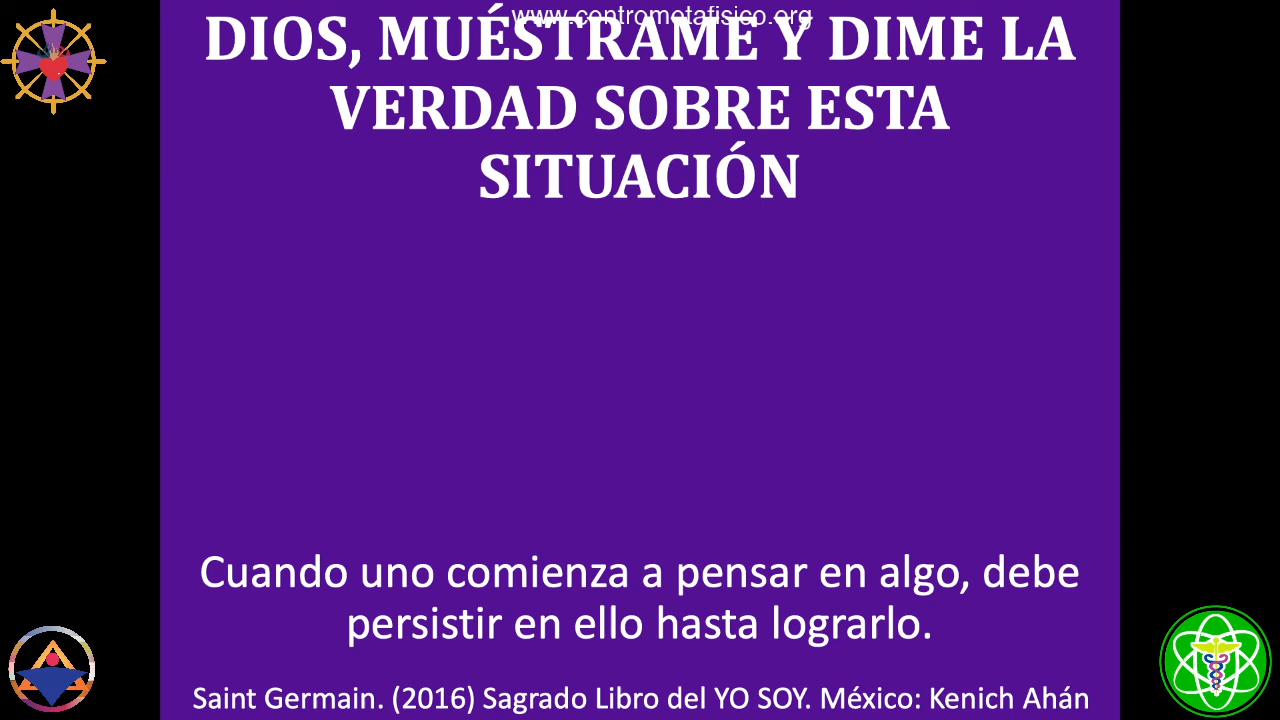 www.centrometafisico.org
DIOS, MUÉSTRAME Y DIME LA
VERDAD SOBRE ESTA
SITUACIÓN
Cuando uno comienza a pensar en algo, debe
persistir en ello hasta lograrlo.
Saint Germain. (2016) Sagrado Libro del YO SOY. México: Kenich Ahán